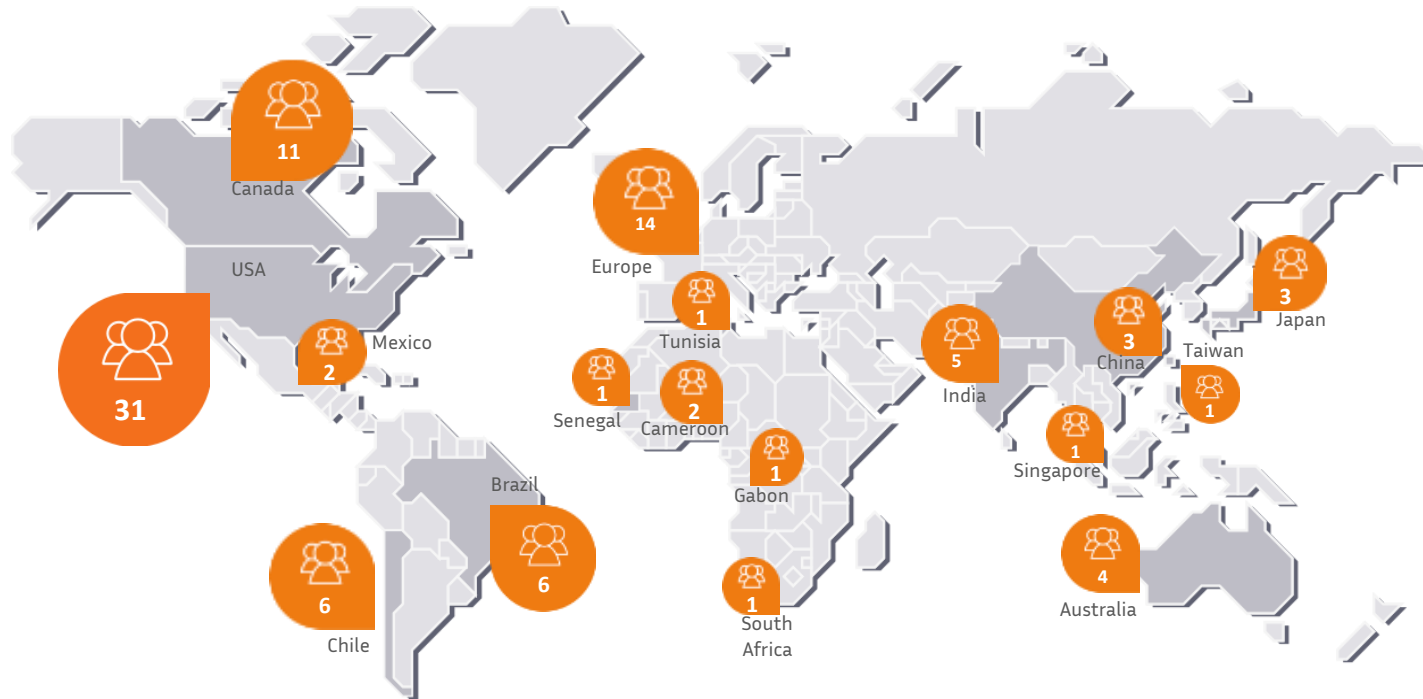 11
Canada
USA
31
2
Mexico
14
Europe
1
Tunisia
1
Senegal
2
Cameroon
1
Gabon
1
South
Africa
Brazil
6
6
Chile
5
India
3
China
3
Japan
Taiwan
1
1
Singapore
4
Australia